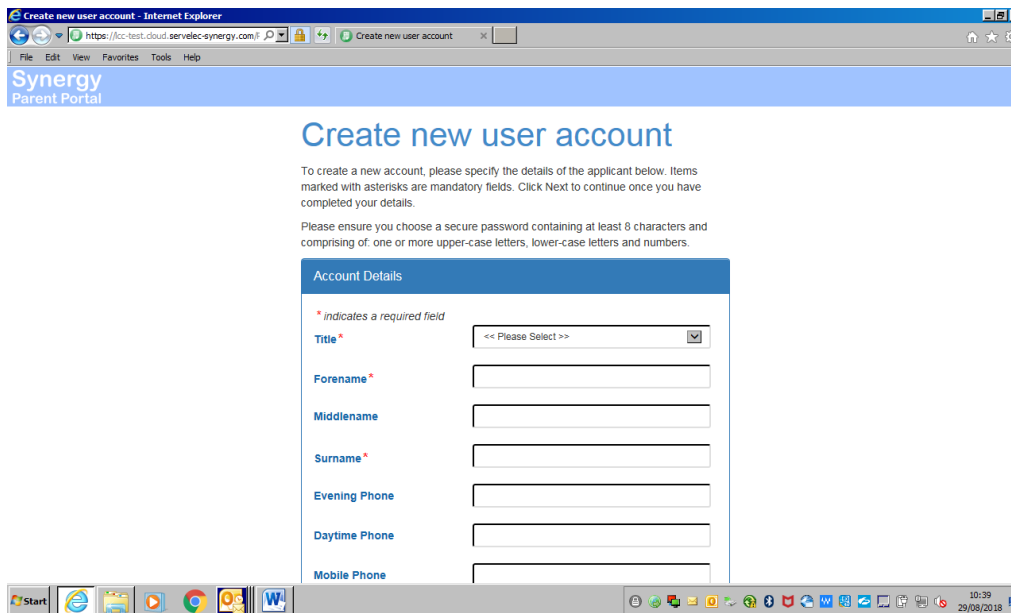 Create new user account - Internet Explorer
https://lcc-test.cloud.servelec-synergy.com/ Create new user account
File Edit View Favorites Tools Help
Synergy
Parent Portal
Create new user account
To create a new account, please specify the details of the applicant below. Items
marked with asterisks are mandatory fields. Click Next to continue once you have
completed your details.
Please ensure you choose a secure password containing at least 8 characters and
comprising of: one or more upper-case letters, lower-case letters and numbers.
Account Details
* indicates a required field
Title * << Please Select >>
Forename *
Middlename
Surname *
Evening Phone
Daytime Phone
Mobile Phone
Start
10:39
29/08/2018